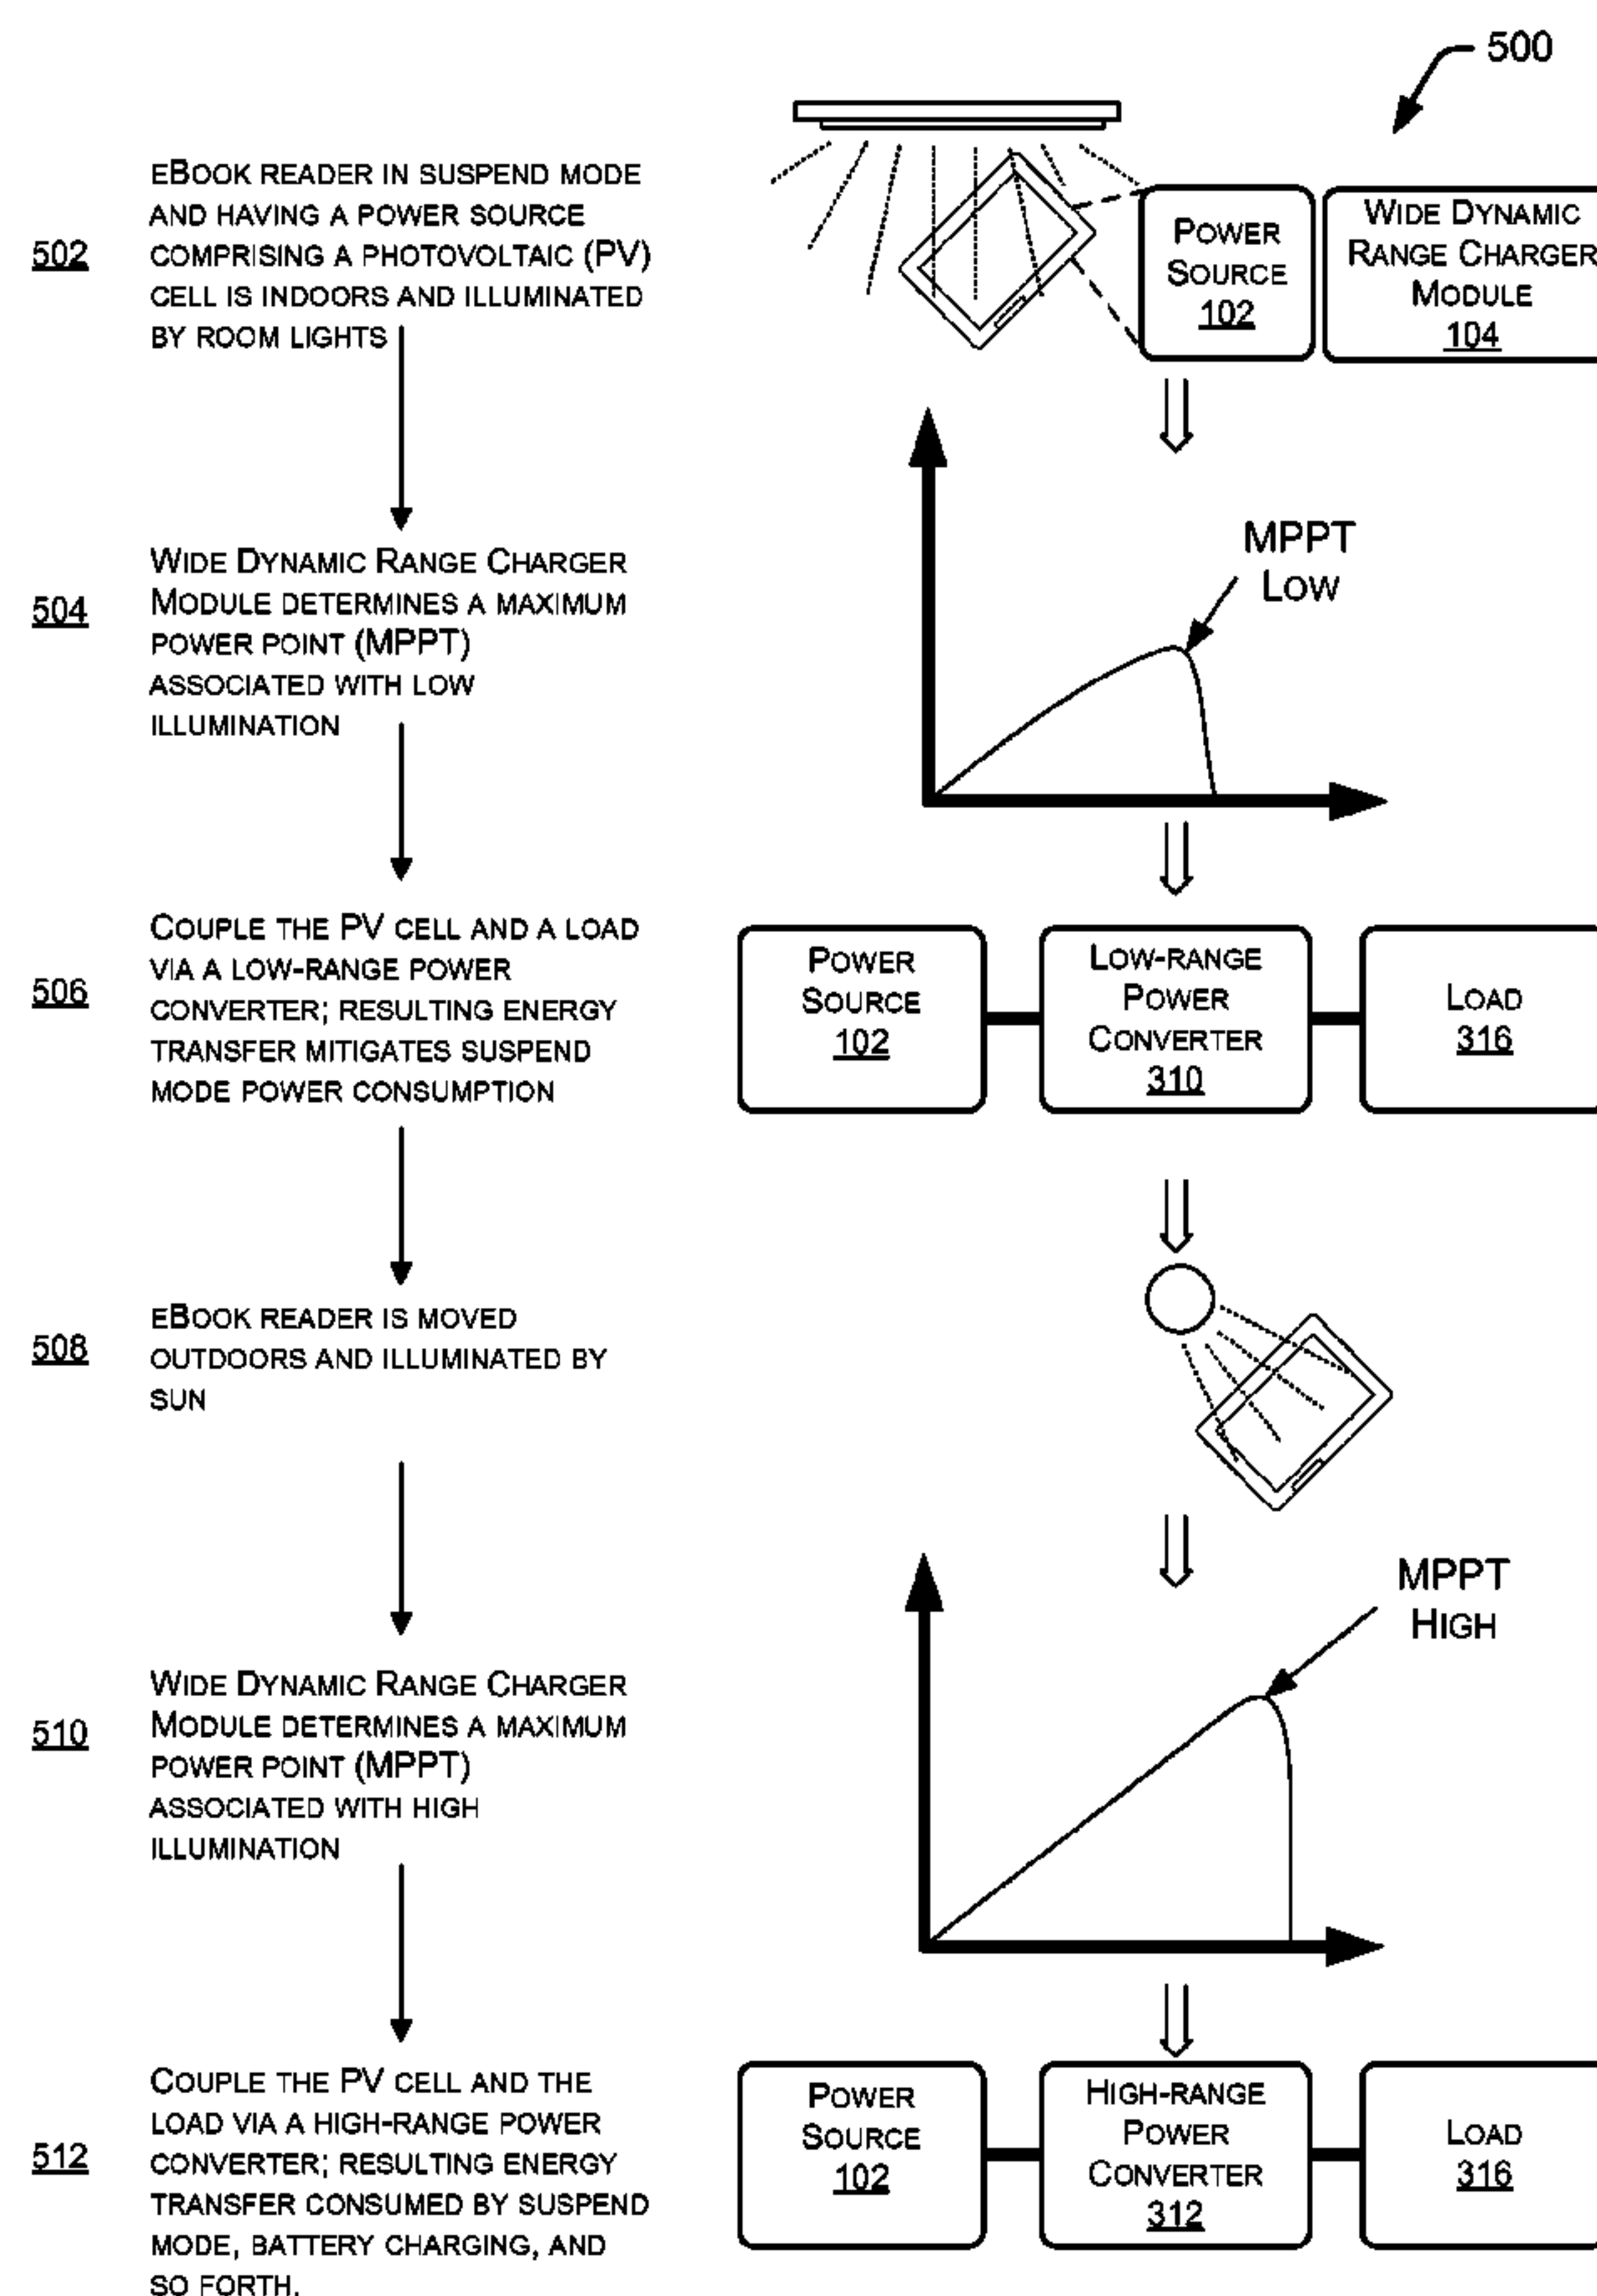 500
502
eBook reader in suspend mode
and having a power source
comprising a photovoltaic (PV)
cell is indoors and illuminated
by room lights
Power
Source
102
Wide Dynamic
Range Charger
Module
104
504
Wide Dynamic Range Charger
Module determines a maximum
power point (MPPT)
associated with low
illumination
MPPT
Low
506
Couple the PV cell and a load
via a low-range power
converter; resulting energy
transfer mitigates suspend
mode power consumption
Power
Source
102
Low-range
Power
Converter
310
Load
316
508
eBook reader is moved
outdoors and illuminated by
sun
510
Wide Dynamic Range Charger
Module determines a maximum
power point (MPPT)
associated with high
illumination
MPPT
High
512
Couple the PV cell and the
load via a high-range power
converter; resulting energy
transfer consumed by suspend
mode, battery charging, and
so forth.
Power
Source
102
High-range
Power
Converter
312
Load
316